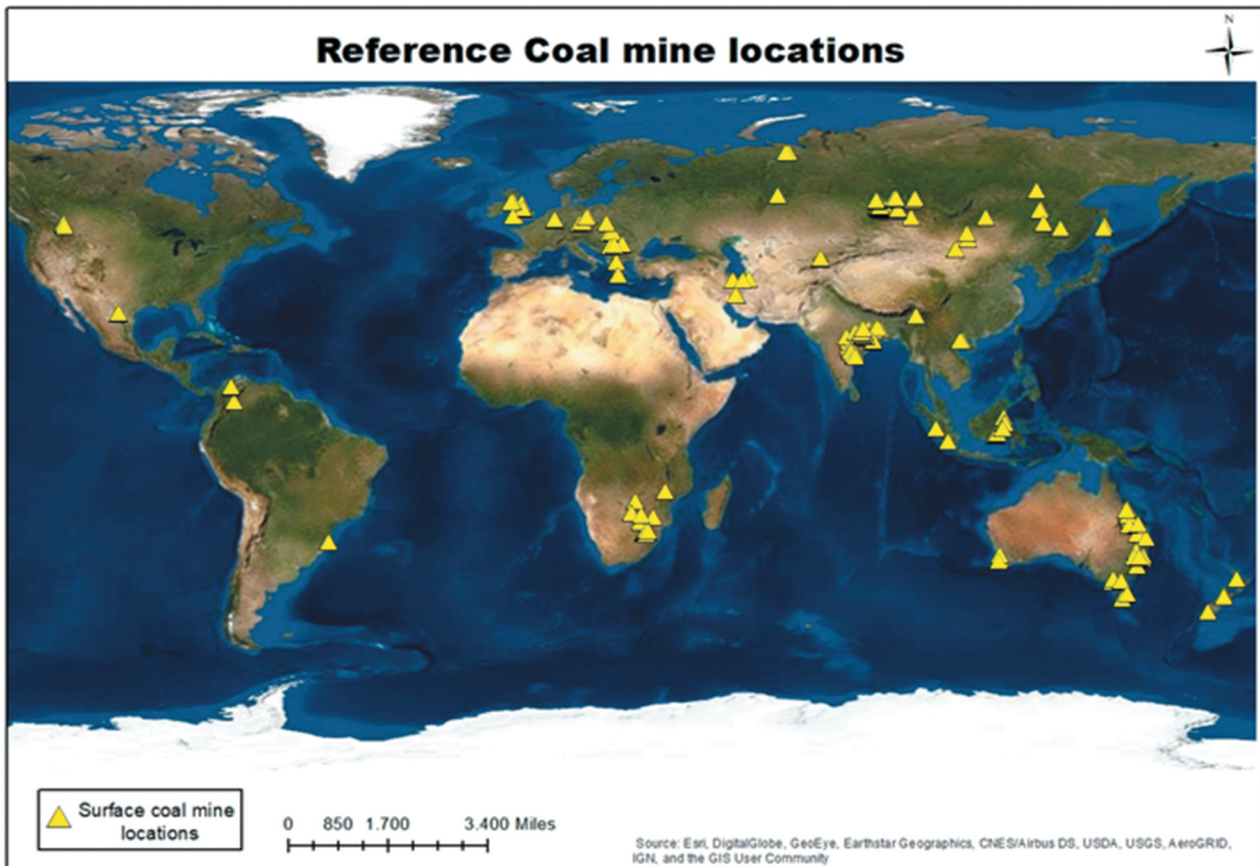 Reference Coal mine locations
N
Surface coal mine
locations
0 850 1.700 3.400 Miles
Source: Esri, DigitalGlobe, GeoEye, Earthstar Geographics, CNES/Airbus DS, USDA, USGS, AeroGRID,
IGN, and the GIS User Community